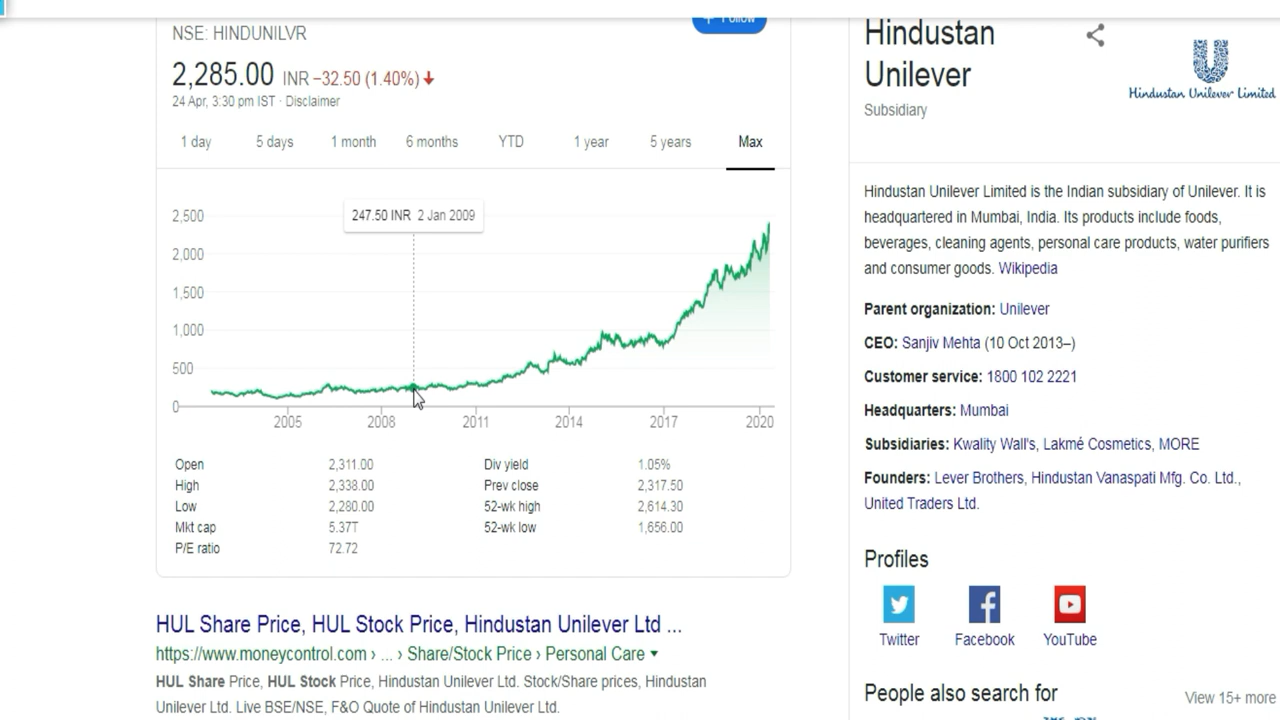 NSE: HINDUNILVR
+ Follow
2,285.00 INR −32.50 (1.40%)
24 Apr, 3:30 pm IST · Disclaimer
1 day 5 days 1 month 6 months YTD 1 year 5 years Max
247.50 INR 2 Jan 2009
2,500
2,000
1,500
1,000
500
0
2005 2008 2011 2014 2017 2020
Open 2,311.00 Div yield 1.05%
High 2,338.00 Prev close 2,317.50
Low 2,280.00 52-wk high 2,614.30
Mkt cap 5.37T 52-wk low 1,656.00
P/E ratio 72.72
HUL Share Price, HUL Stock Price, Hindustan Unilever Ltd ...
https://www.moneycontrol.com › ... › Share/Stock Price › Personal Care
HUL Share Price, HUL Stock Price, Hindustan Unilever Ltd. Stock/Share prices, Hindustan
Unilever Ltd. Live BSE/NSE, F&O Quote of Hindustan Unilever Ltd.
Hindustan
Unilever
Subsidiary
Hindustan Unilever Limited
Hindustan Unilever Limited is the Indian subsidiary of Unilever. It is
headquartered in Mumbai, India. Its products include foods,
beverages, cleaning agents, personal care products, water purifiers
and consumer goods. Wikipedia
Parent organization: Unilever
CEO: Sanjiv Mehta (10 Oct 2013–)
Customer service: 1800 102 2221
Headquarters: Mumbai
Subsidiaries: Kwality Wall's, Lakmé Cosmetics, MORE
Founders: Lever Brothers, Hindustan Vanaspati Mfg. Co. Ltd.,
United Traders Ltd.
Profiles
Twitter Facebook YouTube
People also search for View 15+ more